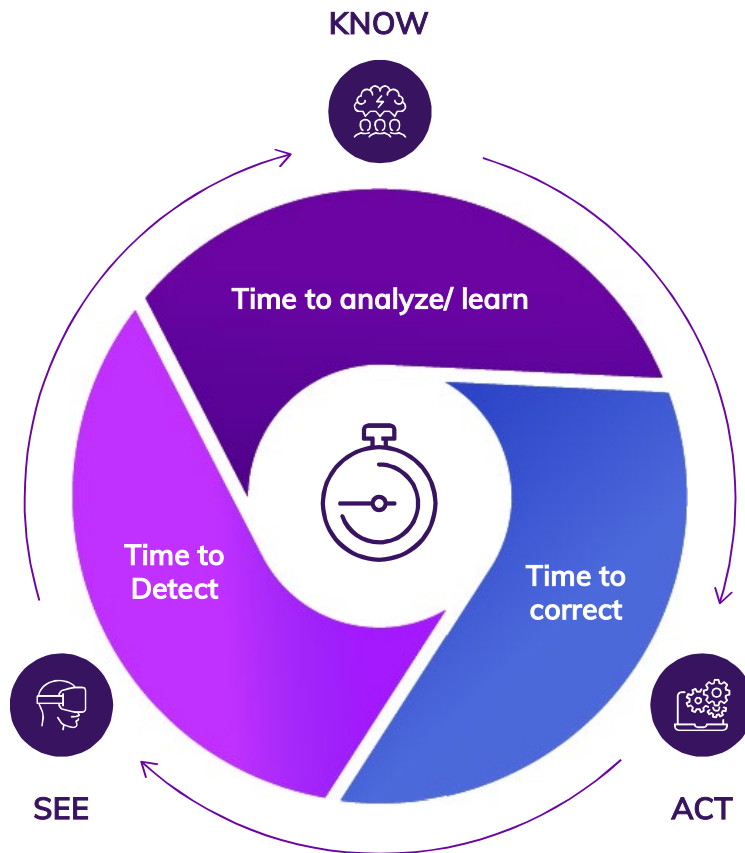 KNOW
Time to analyze/ learn
Time to
Detect
Time to
correct
SEE
ACT